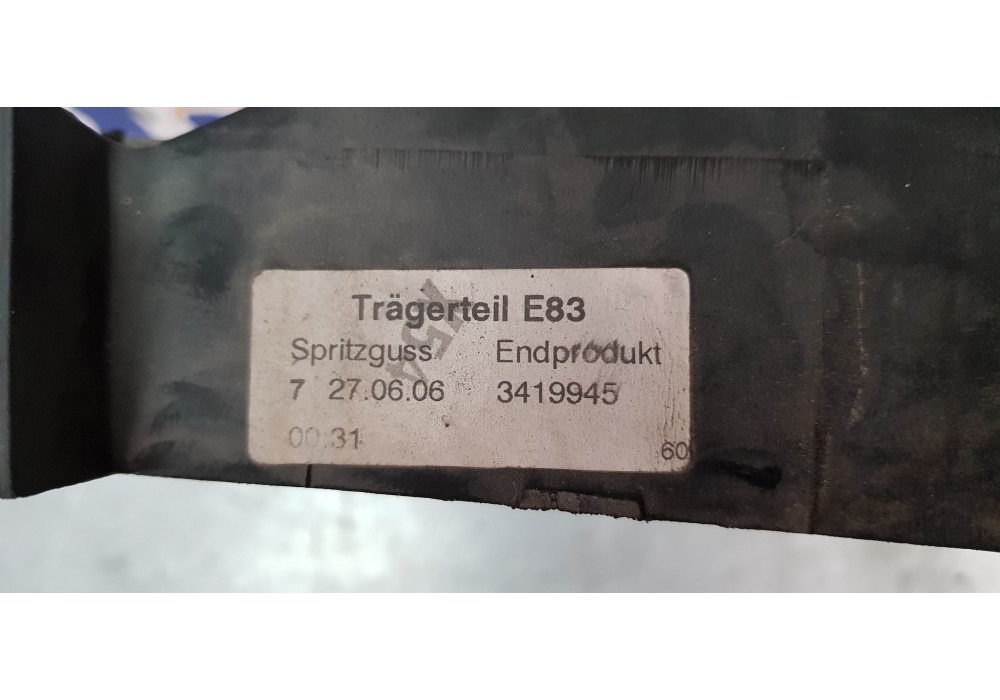 Trägerteil E83
Spritzguss Endprodukt
7 27.06.06 3419945
00:31 60